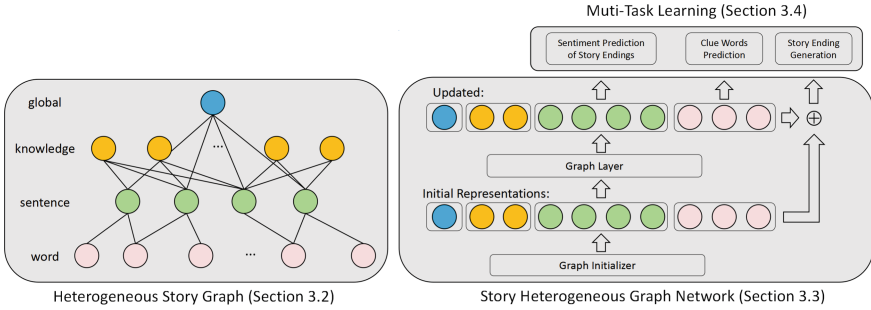 Muti-Task Learning (Section 3.4)
Sentiment Prediction
of Story Endings
Clue Words
Prediction
Story Ending
Generation
global
knowledge
...
sentence
word
...
Heterogeneous Story Graph (Section 3.2)
Updated:
Graph Layer
Initial Representations:
Graph Initializer
Story Heterogeneous Graph Network (Section 3.3)